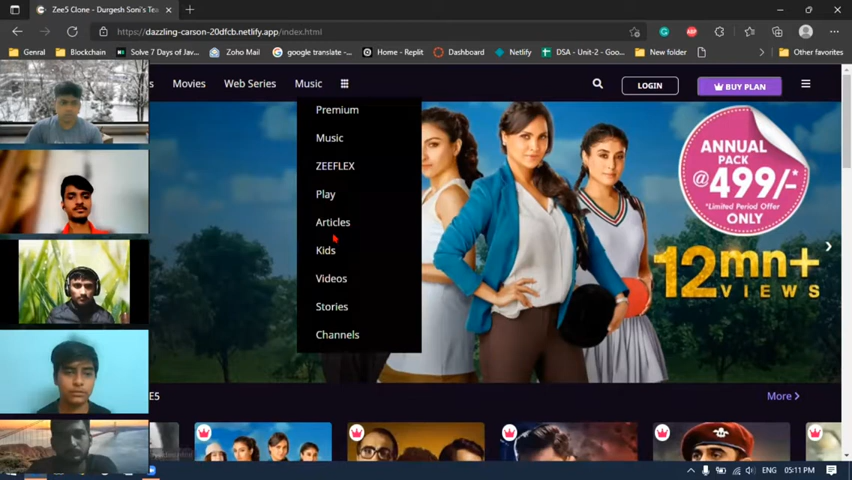 Zee5 Clone - Durgesh Soni's Tea
https://dazzling-carson-20dfcb.netlify.app/index.html
Genral
Blockchain
Solve 7 Days of Jav...
Zoho Mail
google translate -...
Home - Replit
Dashboard
Netlify
DSA - Unit-2 - Goo...
New folder
Other favorites
s
Movies
Web Series
Music
LOGIN
BUY PLAN
Premium
Music
ZEEFLEX
Play
Articles
Kids
Videos
Stories
Channels
ANNUAL
PACK
@499/-*
*Limited Period Offer
ONLY
12mn+
VIEWS
E5
More
ENG
05:11 PM